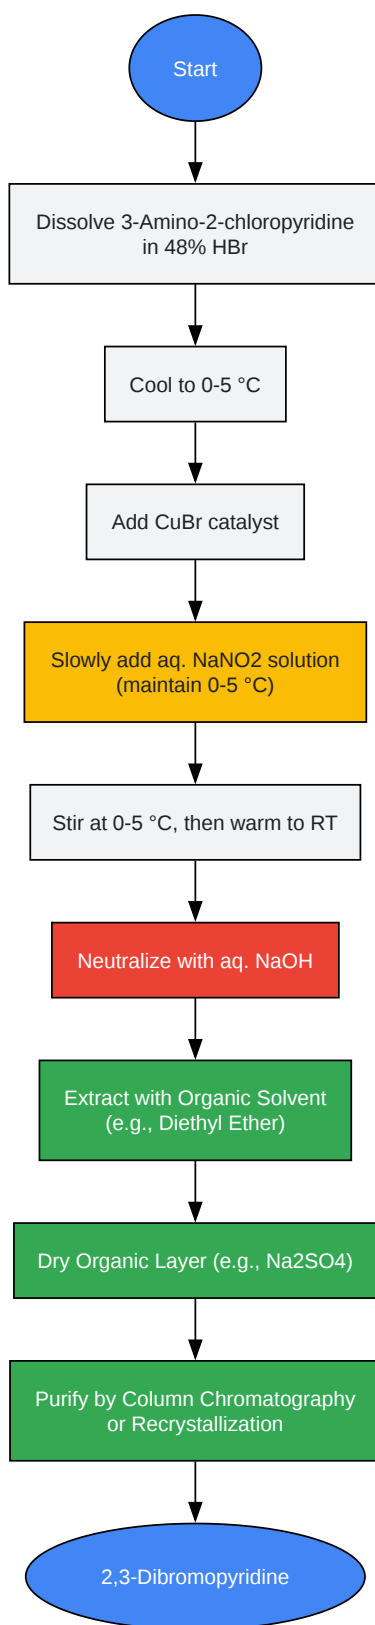 Start
Dissolve 3-Amino-2-chloropyridine
in 48% HBr
Cool to 0-5 °C
Add CuBr catalyst
Slowly add aq. NaNO2 solution
(maintain 0-5 °C)
Stir at 0-5 °C, then warm to RT
Neutralize with aq. NaOH
Extract with Organic Solvent
(e.g., Diethyl Ether)
Dry Organic Layer (e.g., Na2SO4)
Purify by Column Chromatography
or Recrystallization
2,3-Dibromopyridine